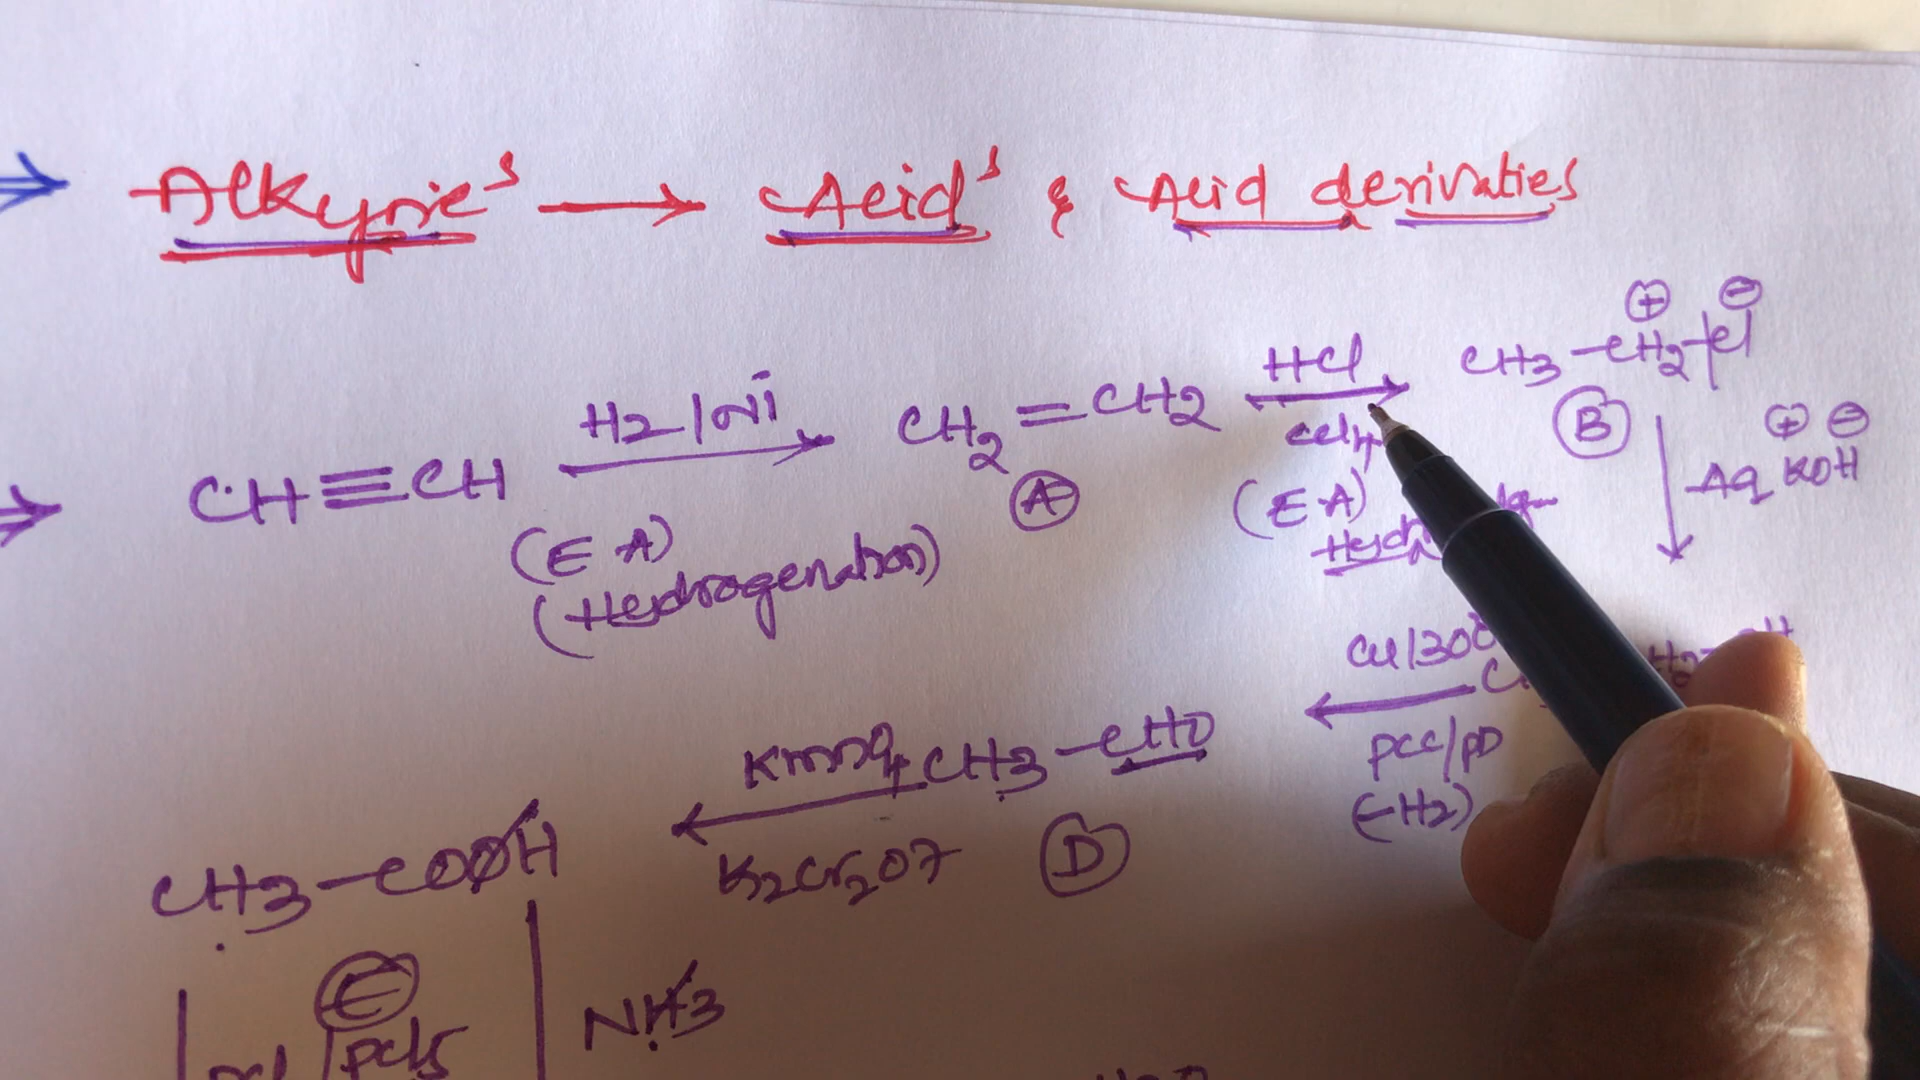 Alkyne's → Acid's & Acid derivaties
CH≡CH H2/Ni CH2=CH2 HCl CH3-CH2-Cl
(E A) (A) CCl4 (B)
(Hydrogenation) (E A) Aq KOH
Cu/300
CH3-COOH KMnO4 CH3-CHO PCC/PD
K2Cr2O7 (D) (-H2)
(E) NH3
PCl5